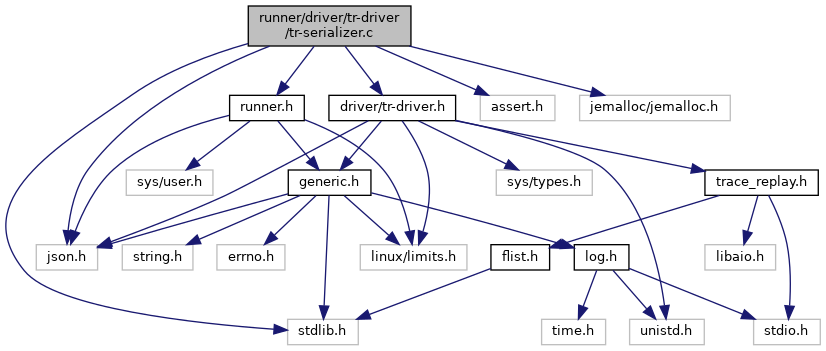 runner/driver/tr-driver
/tr-serializer.c
runner.h
driver/tr-driver.h
assert.h
jemalloc/jemalloc.h
sys/user.h
generic.h
sys/types.h
trace_replay.h
json.h
string.h
errno.h
linux/limits.h
flist.h
log.h
libaio.h
stdlib.h
time.h
unistd.h
stdio.h